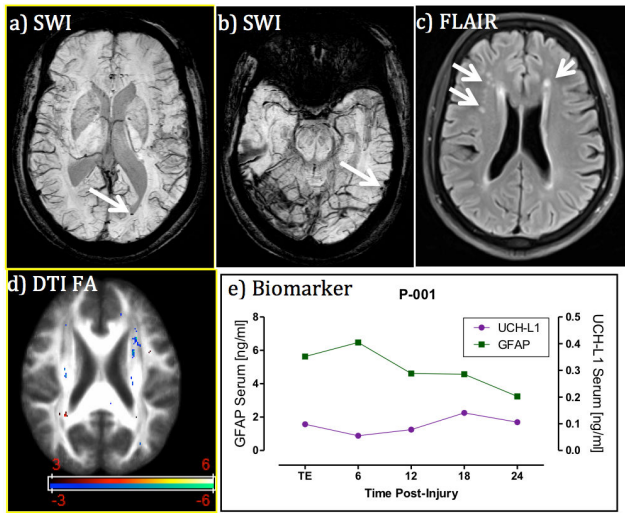 a) SWI
b) SWI
c) FLAIR
d) DTI FA
3 6
-3 -6
e) Biomarker
P-001
UCH-L1
GFAP
GFAP Serum [ng/ml]
8
6
4
2
0
UCH-L1 Serum [ng/ml]
0.5
0.4
0.3
0.2
0.1
0.0
TE 6 12 18 24
Time Post-Injury